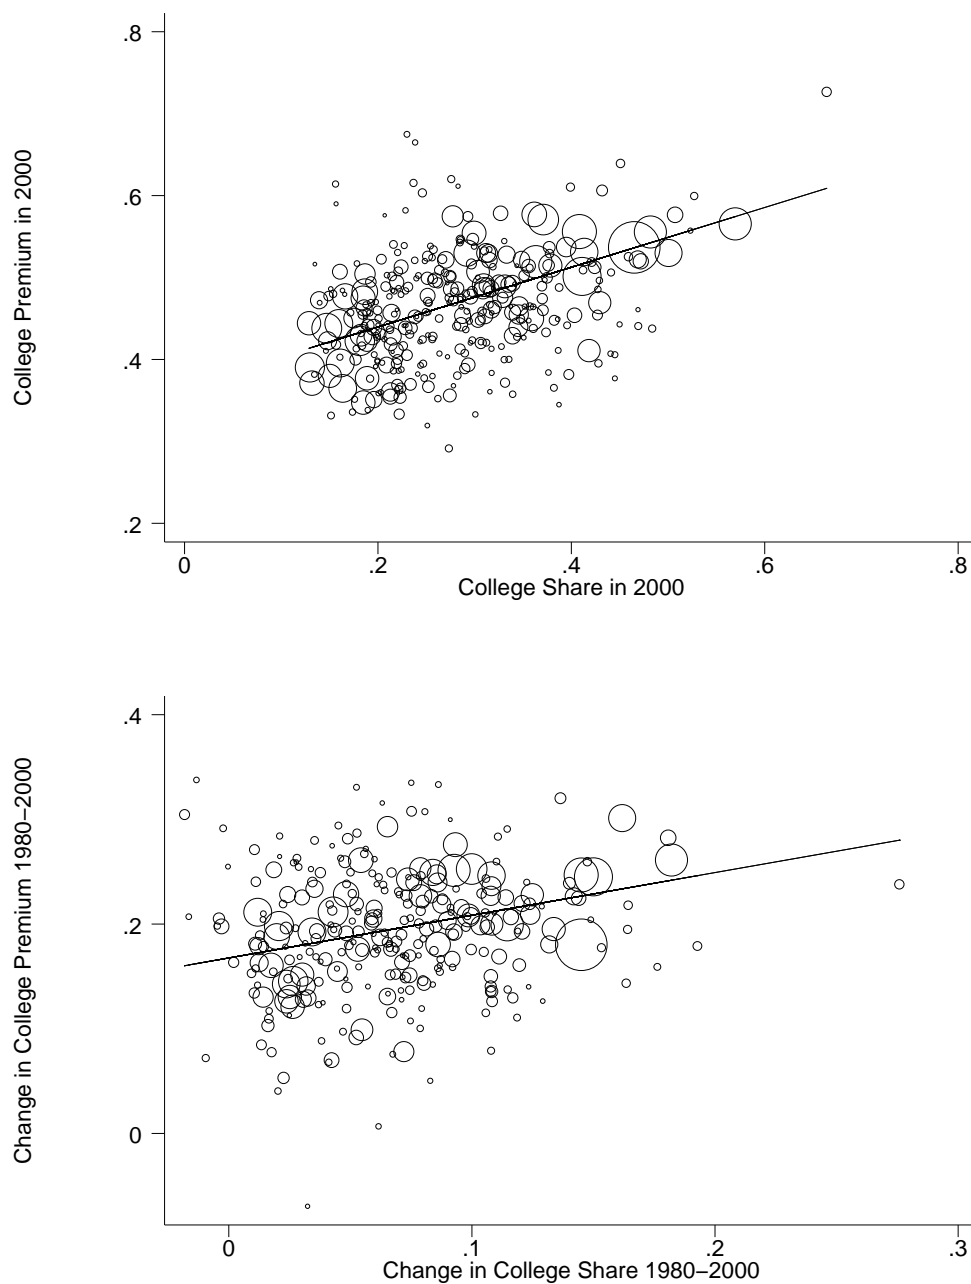 College Premium in 2000
.8
.6
.4
.2
0 .2 .4 .6 .8
College Share in 2000
Change in College Premium 1980−2000
.4
.2
0
0 .1 .2 .3
Change in College Share 1980−2000